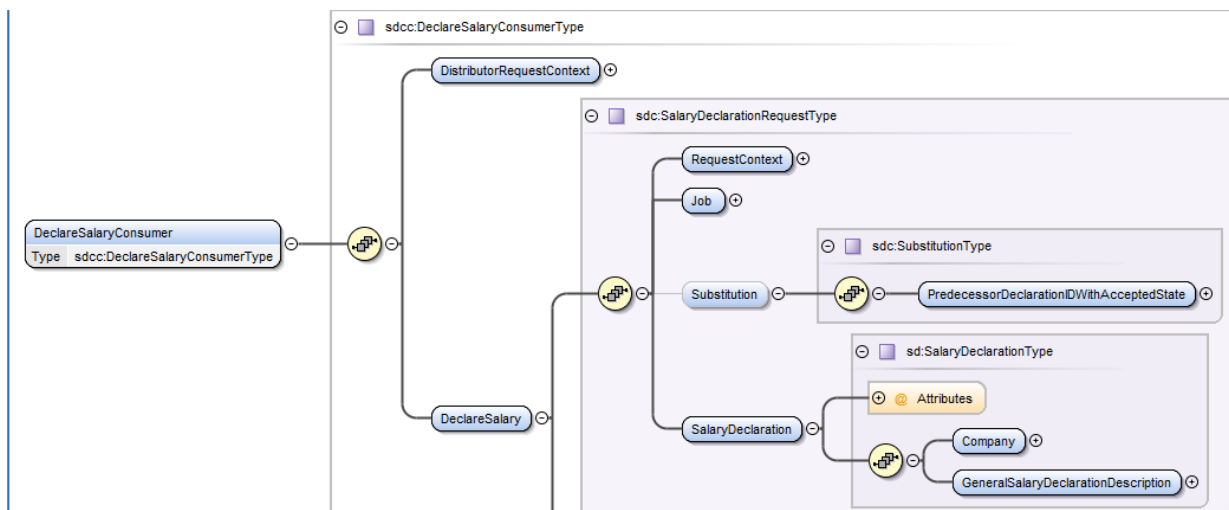 sdcc:DeclareSalaryConsumerType
DistributorRequestContext
sdc:SalaryDeclarationRequestType
RequestContext
Job
DeclareSalaryConsumer
Type sdcc:DeclareSalaryConsumerType
sdc:SubstitutionType
Substitution
PredecessorDeclarationIDWithAcceptedState
sd:SalaryDeclarationType
@ Attributes
DeclareSalary
SalaryDeclaration
Company
GeneralSalaryDeclarationDescription